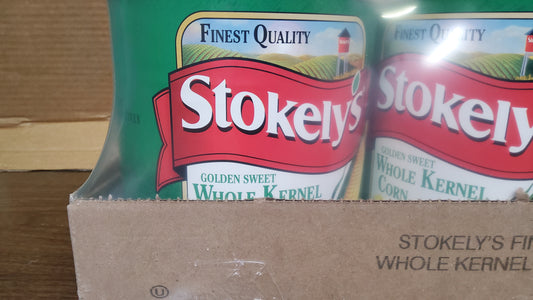 FINEST QUALITY
Stokely's
GOLDEN SWEET
WHOLE KERNEL
FINEST QUALITY
Stokely
GOLDEN SWEET
WHOLE KERNEL
CORN
STOKELY'S FI
WHOLE KERNEL
U